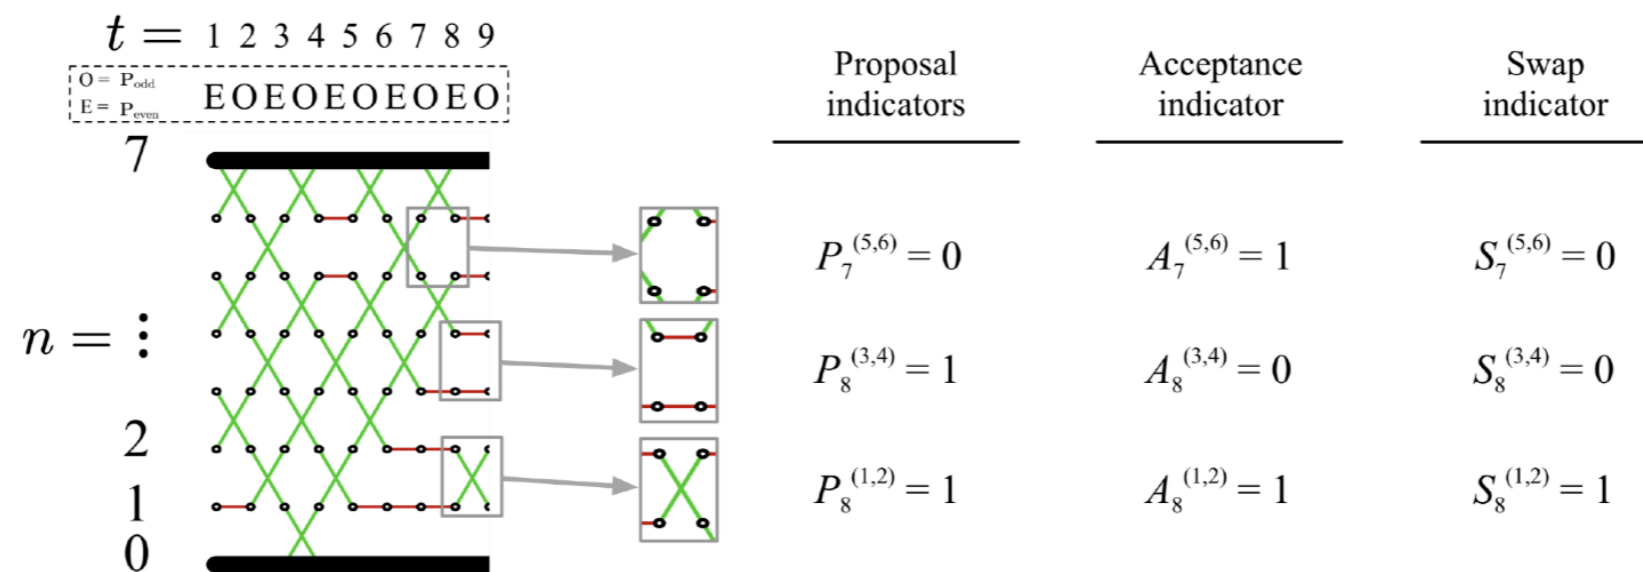 t = 1 2 3 4 5 6 7 8 9
O = P_odd
E = P_even
E O E O E O E O E O
7
n = ⋮
2
1
0
Proposal
indicators
Acceptance
indicator
Swap
indicator
P_7^(5,6) = 0
A_7^(5,6) = 1
S_7^(5,6) = 0
P_8^(3,4) = 1
A_8^(3,4) = 0
S_8^(3,4) = 0
P_8^(1,2) = 1
A_8^(1,2) = 1
S_8^(1,2) = 1